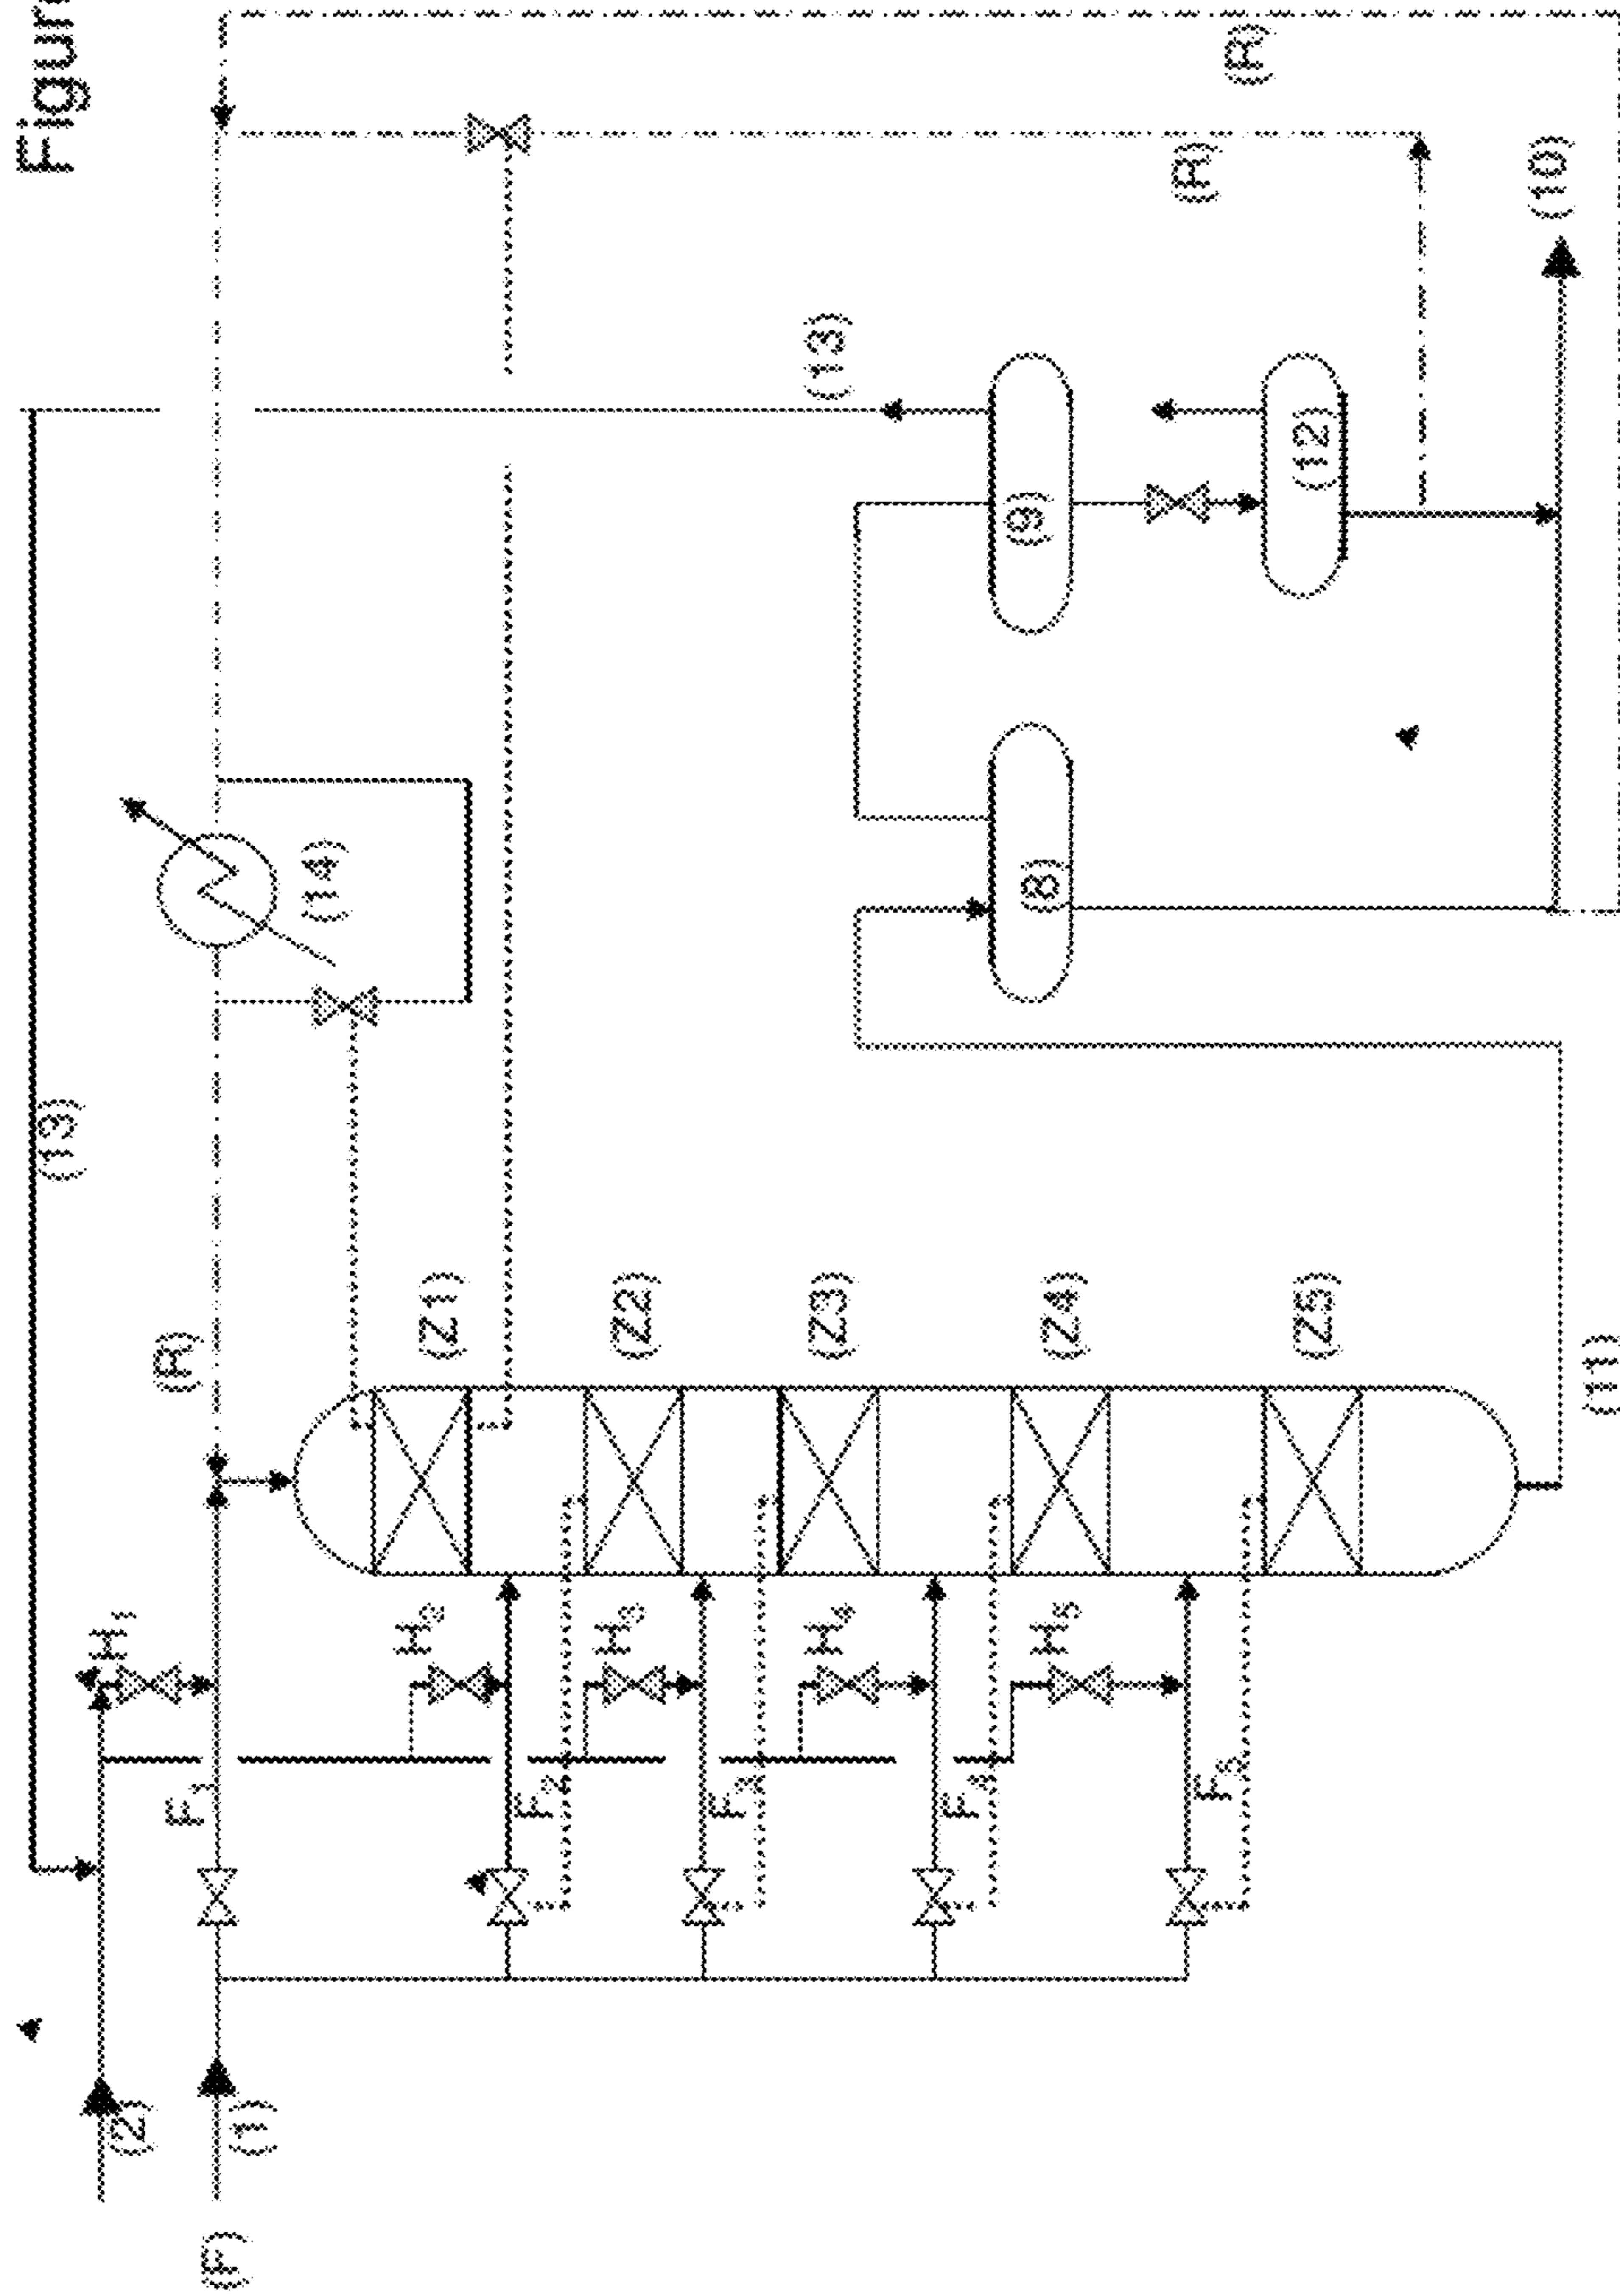 Figur
(13)
(2)
H₁
(F)
(1)
F₁
(R)
(14)
(Z1)
H₂
F₂
(Z2)
H₃
F₃
(Z3)
(13)
H₄
F₄
(Z4)
(8)
(9)
H₅
F₅
(Z5)
(12)
(R)
(R)
(10)
(11)